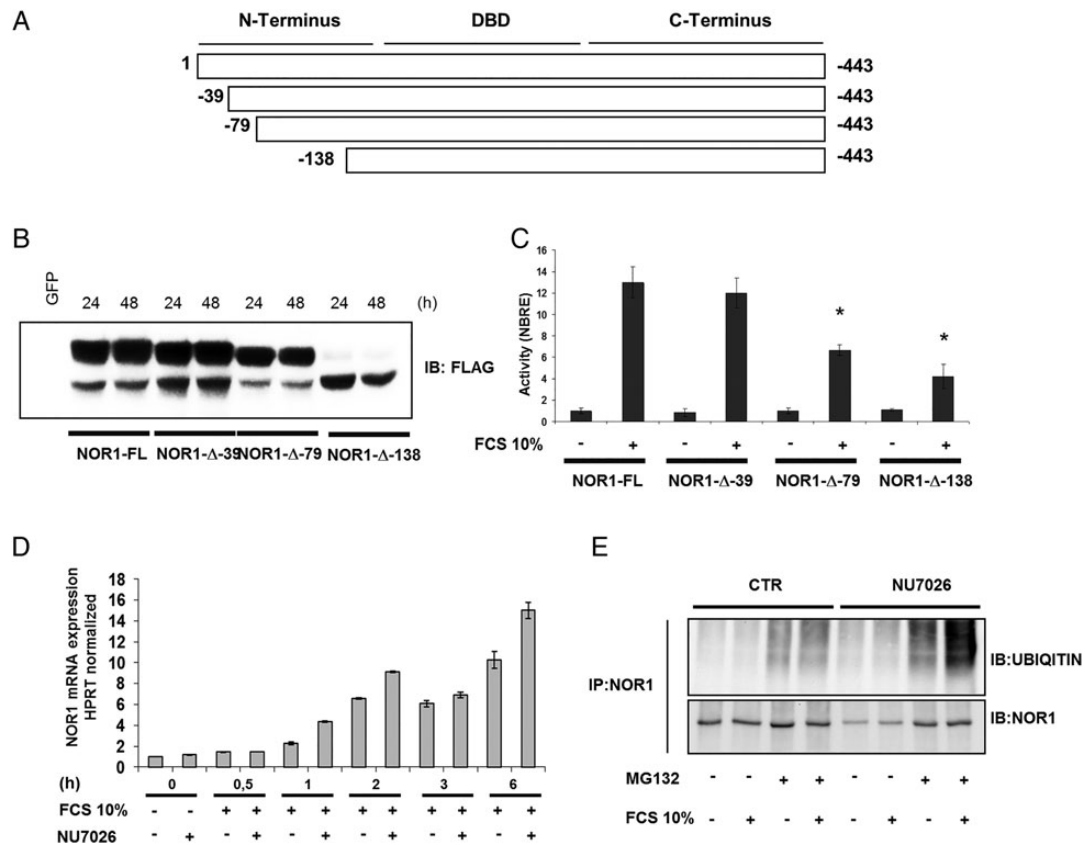 A
N-Terminus DBD C-Terminus
1 -443
-39 -443
-79 -443
-138 -443
B
GFP
24 48 24 48 24 48 24 48 (h)
IB: FLAG
NOR1-FL NOR1-Δ-39 NOR1-Δ-79 NOR1-Δ-138
C
Activity (NBRE)
16
14
12
10
8
6
4
2
0
* *
FCS 10% - + - + - + - +
NOR1-FL NOR1-Δ-39 NOR1-Δ-79 NOR1-Δ-138
D
NOR1 mRNA expression
HPRT normalized
18
16
14
12
10
8
6
4
2
0
(h) 0 0,5 1 2 3 6
FCS 10% - - + + + + + + + + + +
NU7026 - + - + - + - + - + - +
E
CTR NU7026
IP:NOR1
IB:UBIQITIN
IB:NOR1
MG132 - - + + - - + +
FCS 10% - + - + - + - +